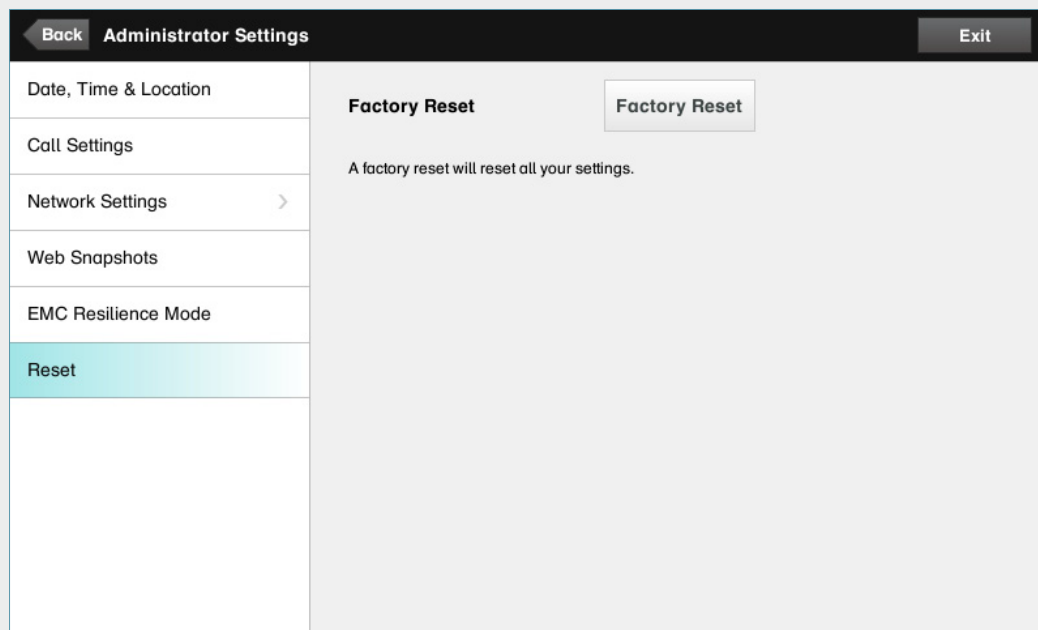 Back
Administrator Settings
Exit
Date, Time & Location
Call Settings
Network Settings
Web Snapshots
EMC Resilience Mode
Reset
Factory Reset
Factory Reset
A factory reset will reset all your settings.